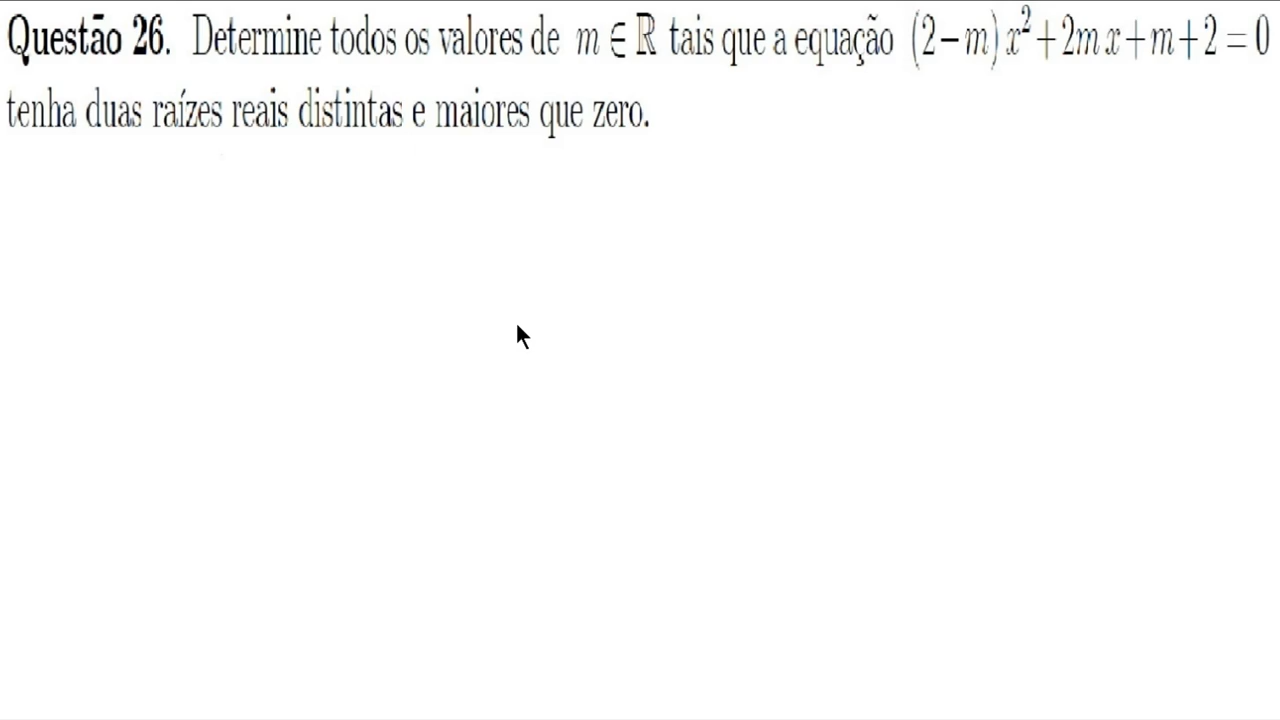 Questão 26. Determine todos os valores de m ∈ ℝ tais que a equação (2−m) x² + 2m x + m + 2 = 0
tenha duas raízes reais distintas e maiores que zero.